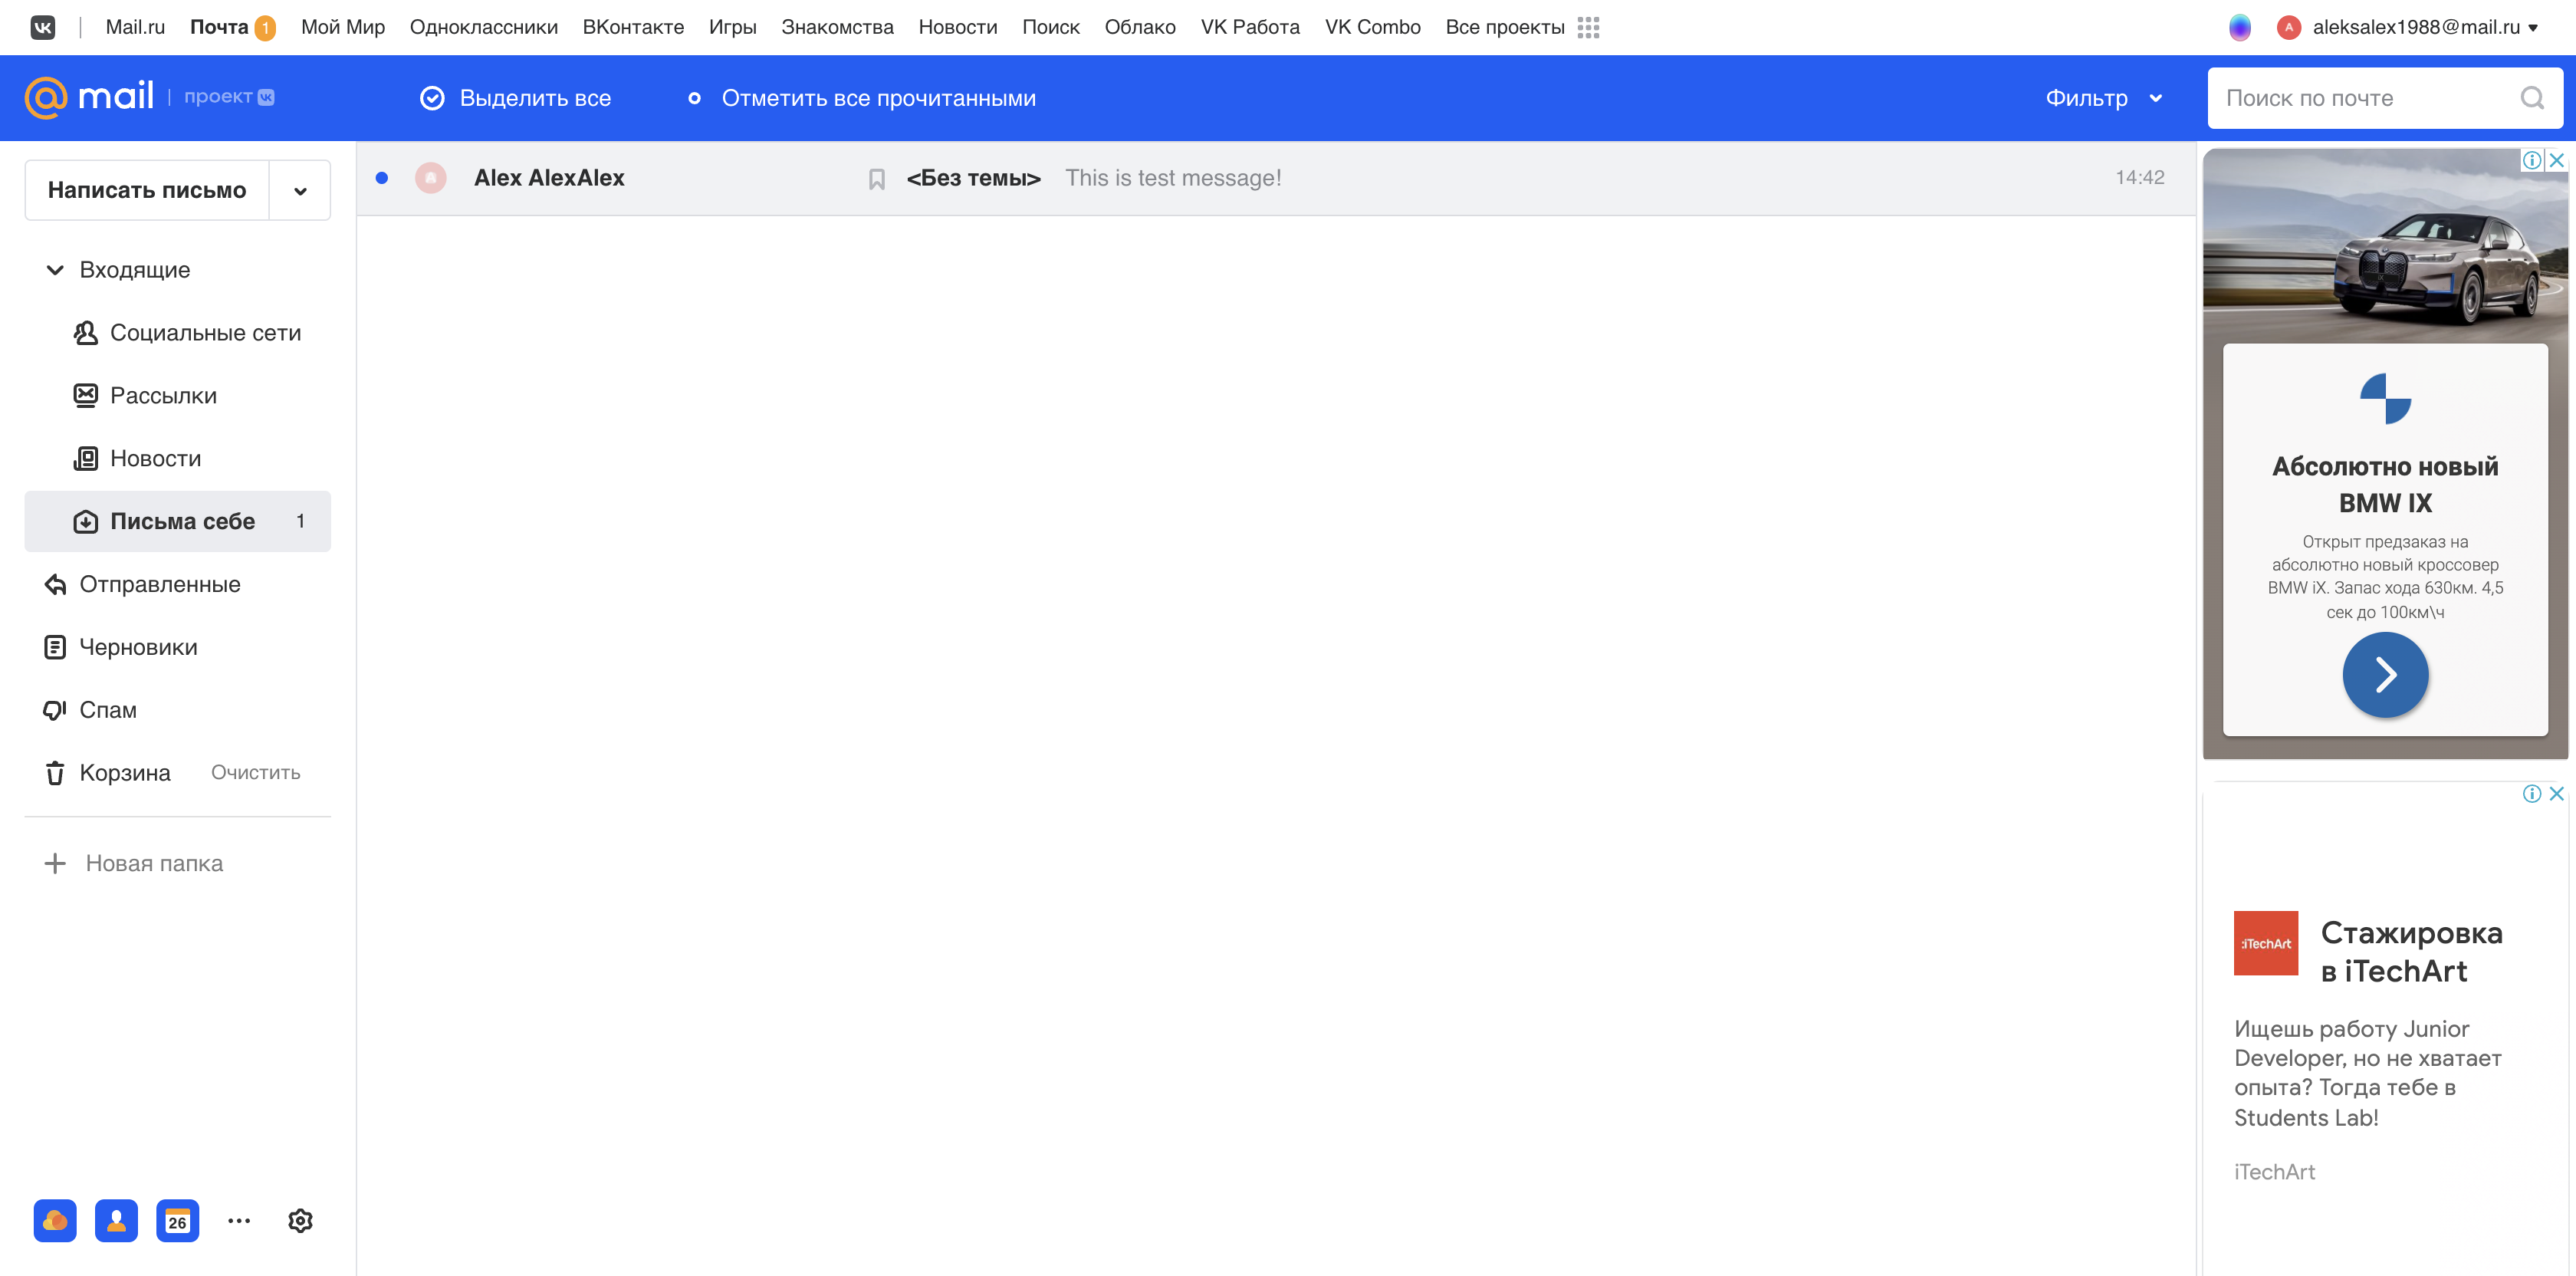 Mail.ru Почта 1 Мой Мир Одноклассники ВКонтакте Игры Знакомства Новости Поиск Облако VK Работа VK Combo Все проекты aleksalex1988@mail.ru
mail проект Выделить все Отметить все прочитанными Фильтр Поиск по почте
Написать письмо
Входящие
Социальные сети
Рассылки
Новости
Письма себе 1
Отправленные
Черновики
Спам
Корзина Очистить
Новая папка
26
Alex AlexAlex <Без темы> This is test message! 14:42
Абсолютно новый
BMW IX
Открыт предзаказ на
абсолютно новый кроссовер
BMW iX. Запас хода 630км. 4,5
сек до 100км\ч
:iTechArt
Стажировка
в iTechArt
Ищешь работу Junior
Developer, но не хватает
опыта? Тогда тебе в
Students Lab!
iTechArt